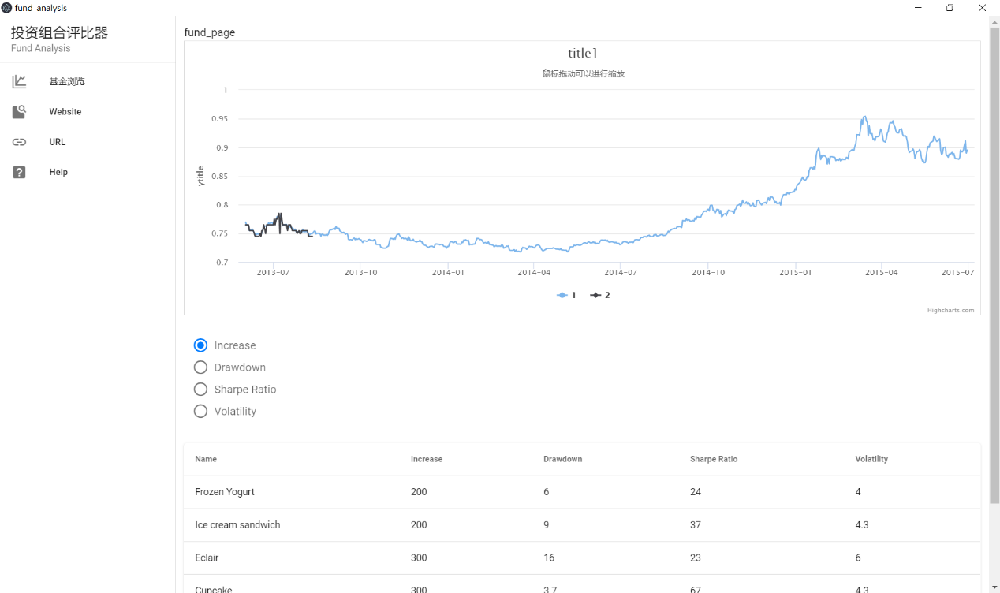 fund_analysis
投资组合评比器
Fund Analysis
基金浏览
Website
URL
Help
fund_page
title1
鼠标拖动可以进行缩放
ytitle
1
0.95
0.9
0.85
0.8
0.75
0.7
2013-07 2013-10 2014-01 2014-04 2014-07 2014-10 2015-01 2015-04 2015-07
1 2
Highcharts.com
Increase
Drawdown
Sharpe Ratio
Volatility
Name Increase Drawdown Sharpe Ratio Volatility
Frozen Yogurt 200 6 24 4
Ice cream sandwich 200 9 37 4.3
Eclair 300 16 23 6
Cupcake 300 3.7 67 4.3